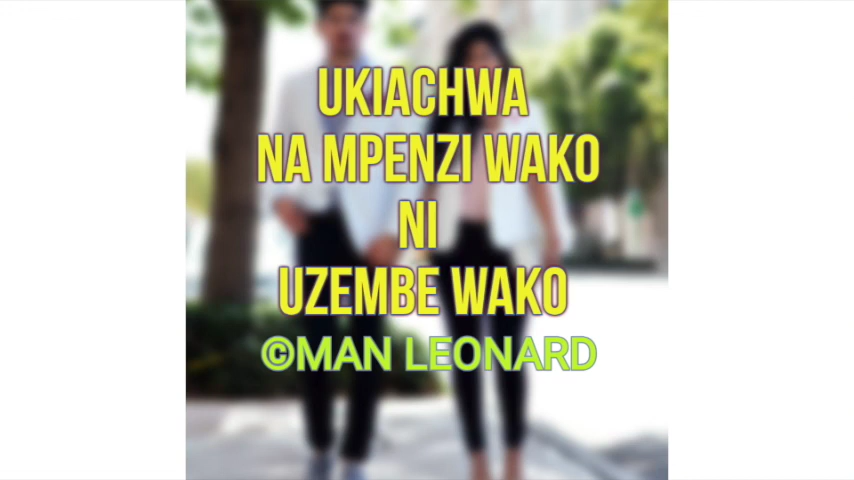 UKIACHWA
NA MPENZI WAKO
NI
UZEMBE WAKO
©MAN LEONARD